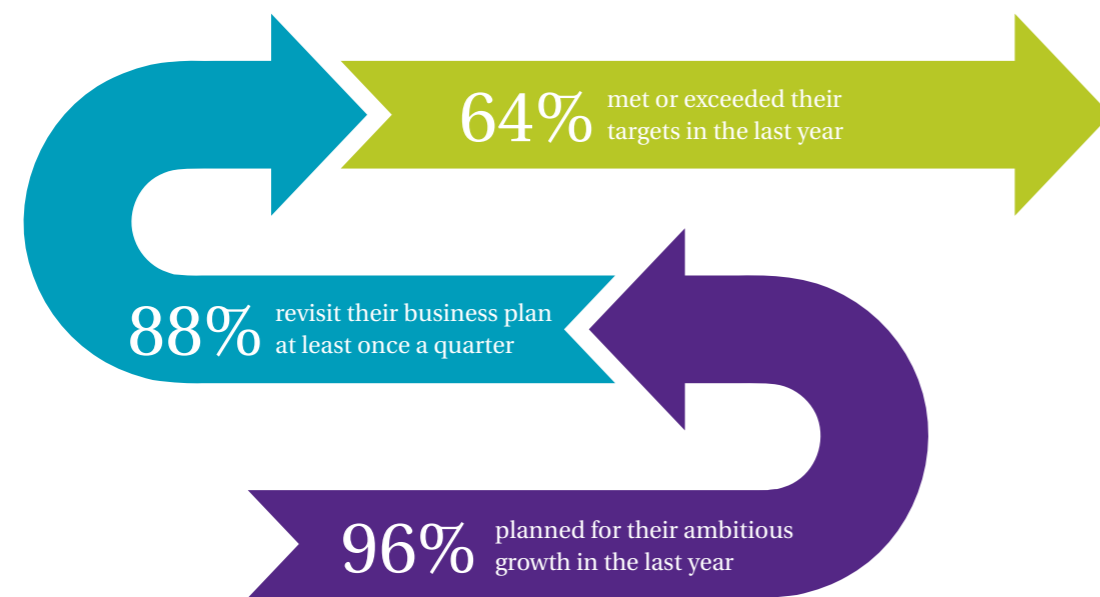 64% met or exceeded their
targets in the last year
88% revisit their business plan
at least once a quarter
96% planned for their ambitious
growth in the last year